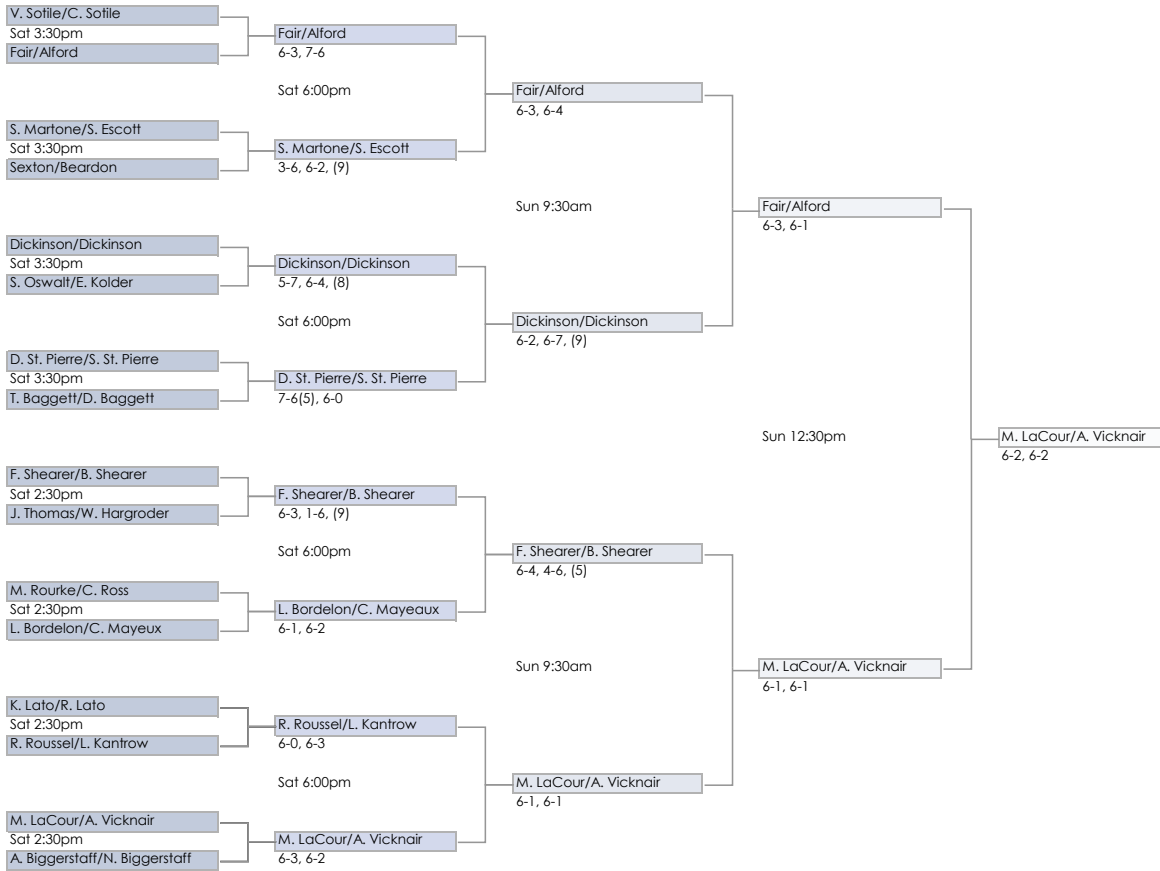 V. Sotile/C. Sotile
Sat 3:30pm
Fair/Alford
S. Martone/S. Escott
Sat 3:30pm
Sexton/Beardon
Dickinson/Dickinson
Sat 3:30pm
S. Oswalt/E. Kolder
D. St. Pierre/S. St. Pierre
Sat 3:30pm
T. Baggett/D. Baggett
F. Shearer/B. Shearer
Sat 2:30pm
J. Thomas/W. Hargroder
M. Rourke/C. Ross
Sat 2:30pm
L. Bordelon/C. Mayeux
K. Lato/R. Lato
Sat 2:30pm
R. Roussel/L. Kantrow
M. LaCour/A. Vicknair
Sat 2:30pm
A. Biggerstaff/N. Biggerstaff
Fair/Alford
6-3, 7-6
Sat 6:00pm
S. Martone/S. Escott
3-6, 6-2, (9)
Dickinson/Dickinson
5-7, 6-4, (8)
Sat 6:00pm
D. St. Pierre/S. St. Pierre
7-6(5), 6-0
F. Shearer/B. Shearer
6-3, 1-6, (9)
Sat 6:00pm
L. Bordelon/C. Mayeaux
6-1, 6-2
R. Roussel/L. Kantrow
6-0, 6-3
Sat 6:00pm
M. LaCour/A. Vicknair
6-3, 6-2
Fair/Alford
6-3, 6-4
Sun 9:30am
Dickinson/Dickinson
6-2, 6-7, (9)
F. Shearer/B. Shearer
6-4, 4-6, (5)
Sun 9:30am
M. LaCour/A. Vicknair
6-1, 6-1
Fair/Alford
6-3, 6-1
Sun 12:30pm
M. LaCour/A. Vicknair
6-1, 6-1
M. LaCour/A. Vicknair
6-2, 6-2